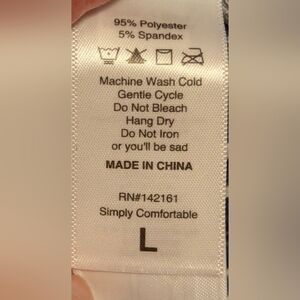 95% Polyester
5% Spandex
Machine Wash Cold
Gentle Cycle
Do Not Bleach
Hang Dry
Do Not Iron
or you'll be sad
MADE IN CHINA
RN#142161
Simply Comfortable
L